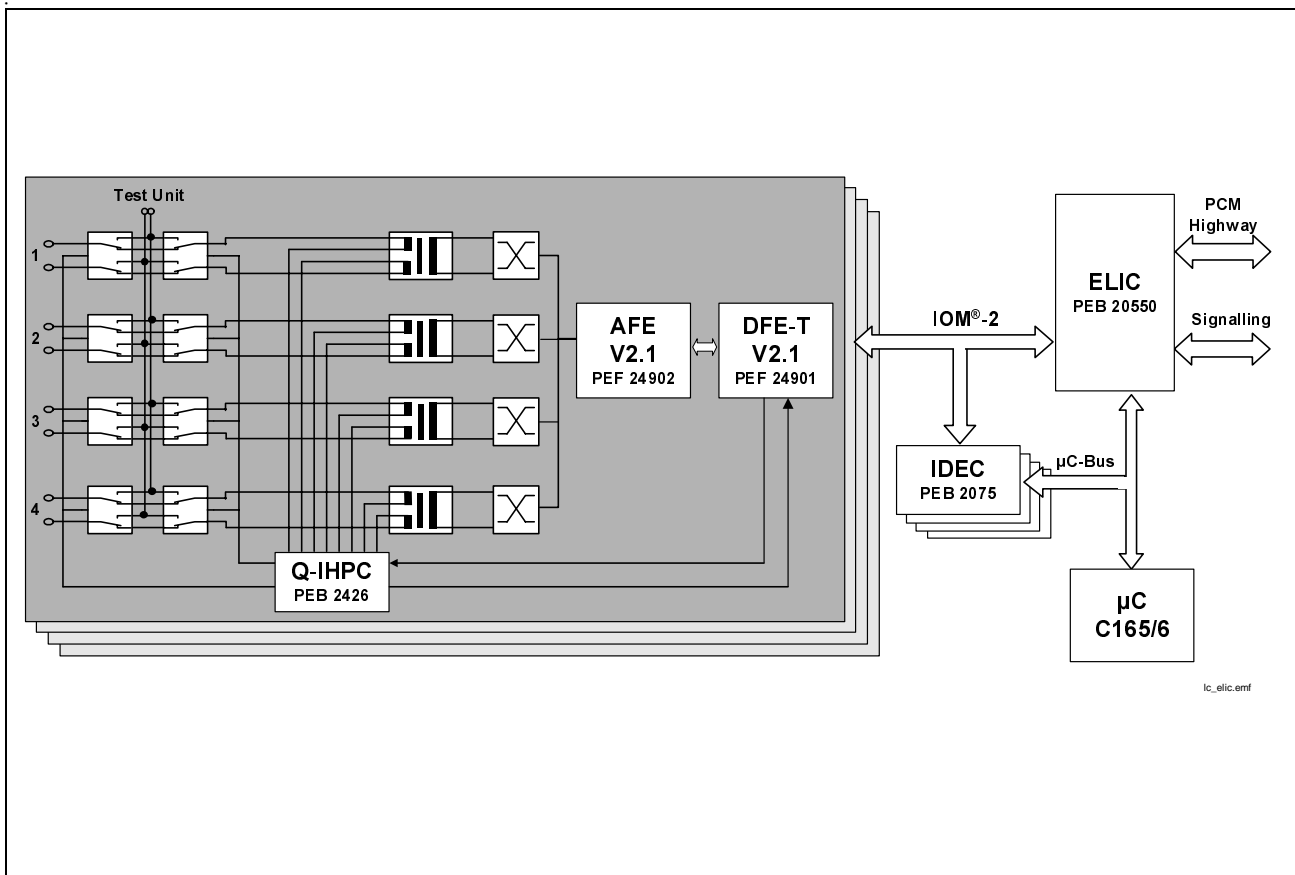 Test Unit
1
2
3
4
AFE
V2.1
PEF 24902
DFE-T
V2.1
PEF 24901
Q-IHPC
PEB 2426
IOM®-2
ELIC
PEB 20550
PCM
Highway
Signalling
IDEC
PEB 2075
µC-Bus
µC
C165/6
lc_elic.emf